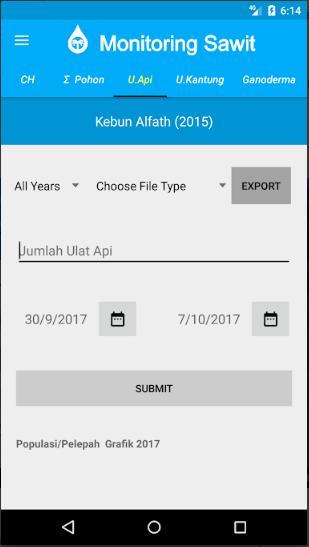 4G 6:14
Monitoring Sawit
CH Σ Pohon U.Api U.Kantung Ganoderma
Kebun Alfath (2015)
All Years Choose File Type EXPORT
Jumlah Ulat Api
30/9/2017 7/10/2017
SUBMIT
Populasi/Pelepah Grafik 2017